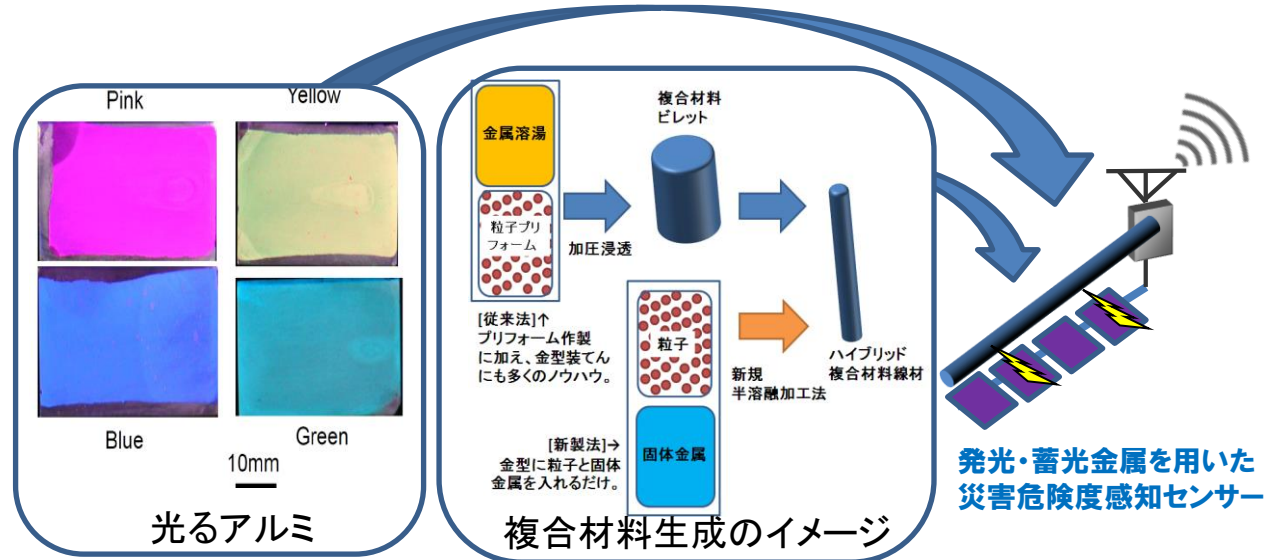 Pink
Yellow
Blue
Green
10mm
光るアルミ
金属溶湯
粒子プリ
フォーム
加圧浸透
複合材料
ビレット
[従来法]↑
プリフォーム作製
に加え、金型装てん
にも多くのノウハウ。
粒子
新規
半溶融加工法
ハイブリッド
複合材料線材
[新製法]→
金型に粒子と固体
金属を入れるだけ。
固体金属
複合材料生成のイメージ
発光・蓄光金属を用いた
災害危険度感知センサー